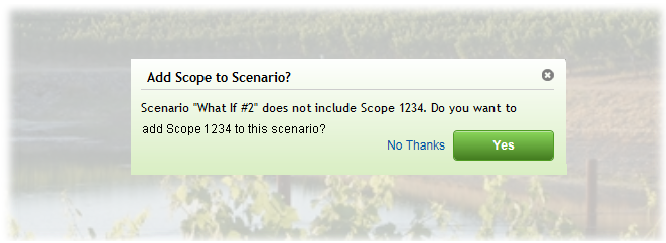 Add Scope to Scenario?
Scenario "What If #2" does not include Scope 1234. Do you want to
add Scope 1234 to this scenario?
No Thanks Yes